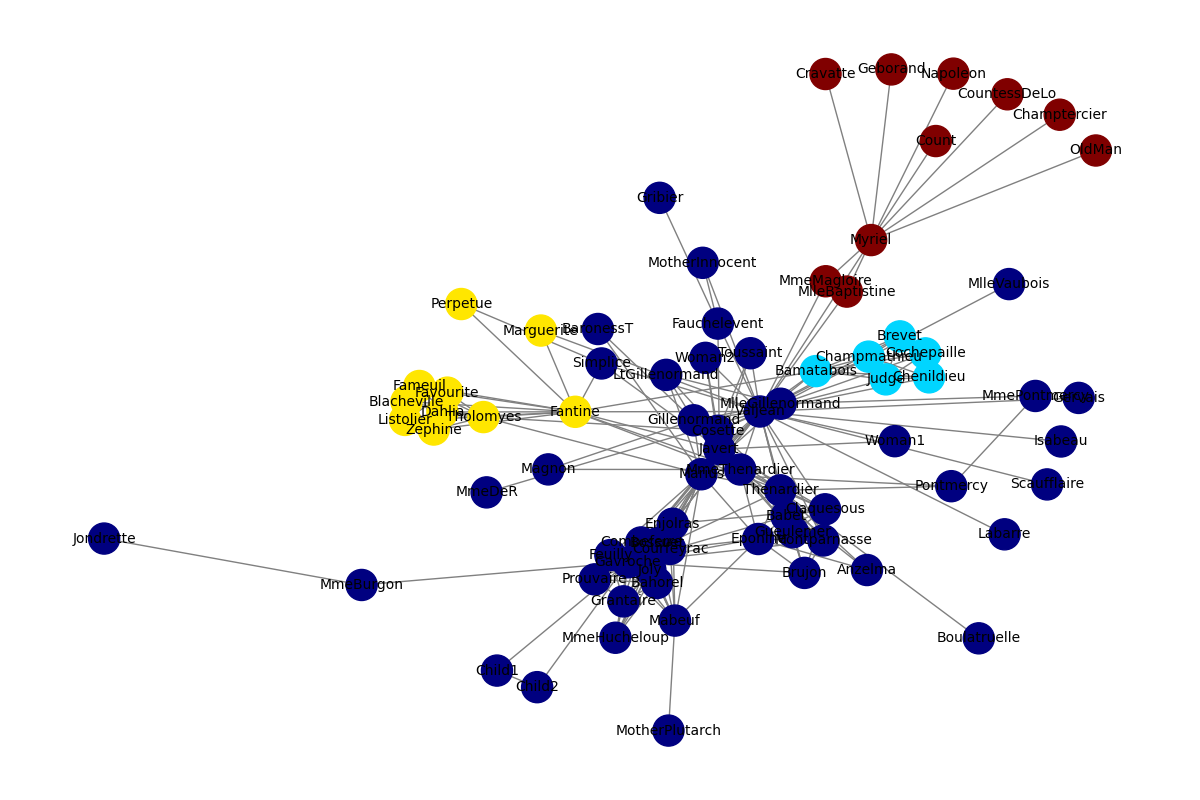 Cravatte
Geborand
Napoleon
CountessDeLo
Champtercier
Count
OldMan
Gribier
Myriel
MotherInnocent
MmeMagloire
MlleBaptistine
MlleVaubois
Perpetue
Marguerite
BaronessT
Fauchelevent
Brevet
Simplice
Woman2
Toussaint
Champmathieu
Cochepaille
LtGillenormand
Bamatabois
Judge
Chenildieu
Fameuil
Favourite
Blacheville
Dahlia
Listolier
Tholomyes
Zephine
Fantine
Gillenormand
MlleGillenormand
Valjean
MmePontmercy
Gervais
Cosette
Javert
Woman1
Isabeau
Magnon
Marius
MmeThenardier
MmeDeR
Thenardier
Pontmercy
Scaufflaire
Claquesous
Babet
Enjolras
Gueulemer
Labarre
Jondrette
Combeferre
Courfeyrac
Eponine
Montparnasse
Feuilly
Gavroche
Joly
Prouvaire
Bahorel
Brujon
Anzelma
MmeBurgon
Grantaire
Mabeuf
MmeHucheloup
Boulatruelle
Child1
Child2
MotherPlutarch